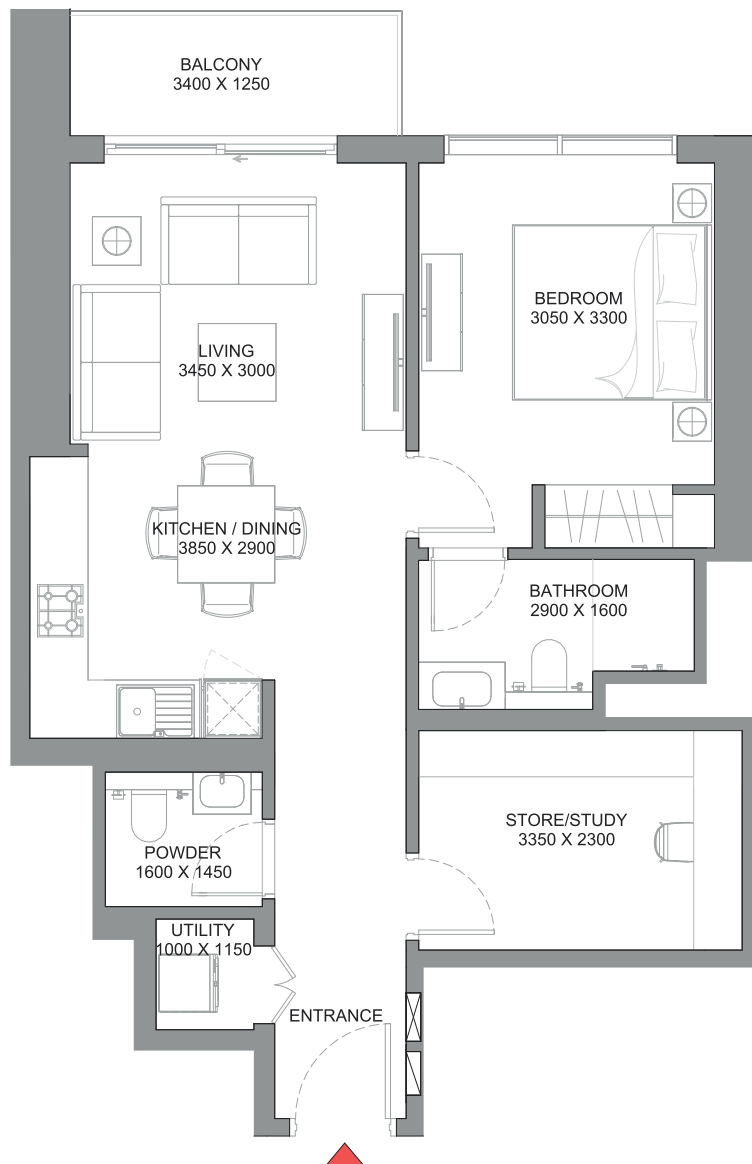 BALCONY
3400 X 1250
BEDROOM
3050 X 3300
LIVING
3450 X 3000
KITCHEN / DINING
3850 X 2900
BATHROOM
2900 X 1600
STORE/STUDY
3350 X 2300
POWDER
1600 X 1450
UTILITY
1000 X 1150
ENTRANCE